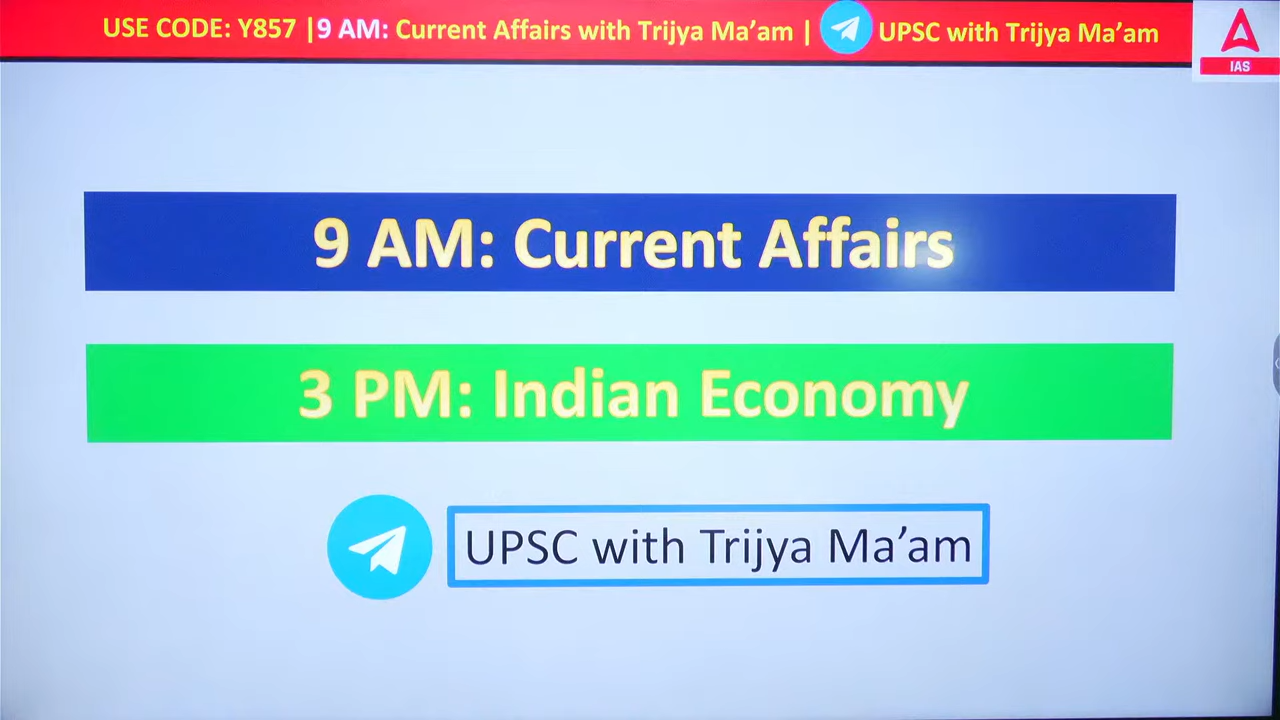 USE CODE: Y857 |9 AM: Current Affairs with Trijya Ma’am | UPSC with Trijya Ma’am
IAS
9 AM: Current Affairs
3 PM: Indian Economy
UPSC with Trijya Ma’am